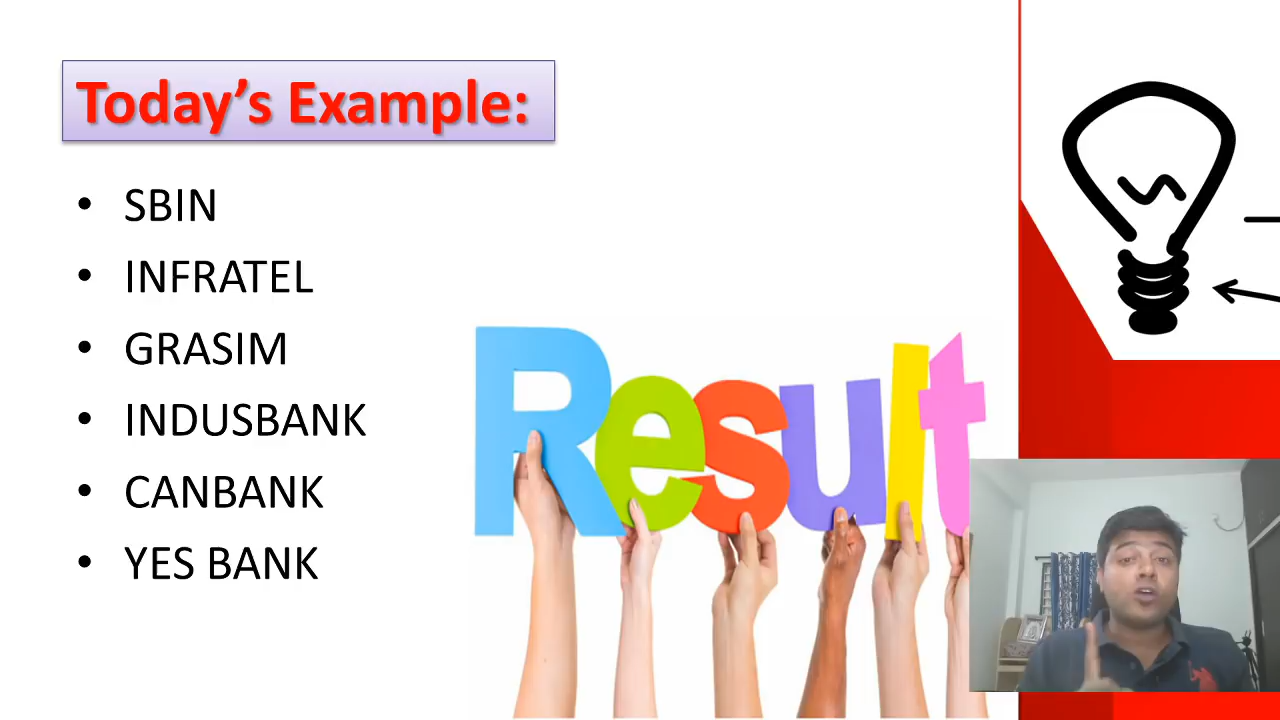 Today's Example:
• SBIN
• INFRATEL
• GRASIM
• INDUSBANK
• CANBANK
• YES BANK
Result